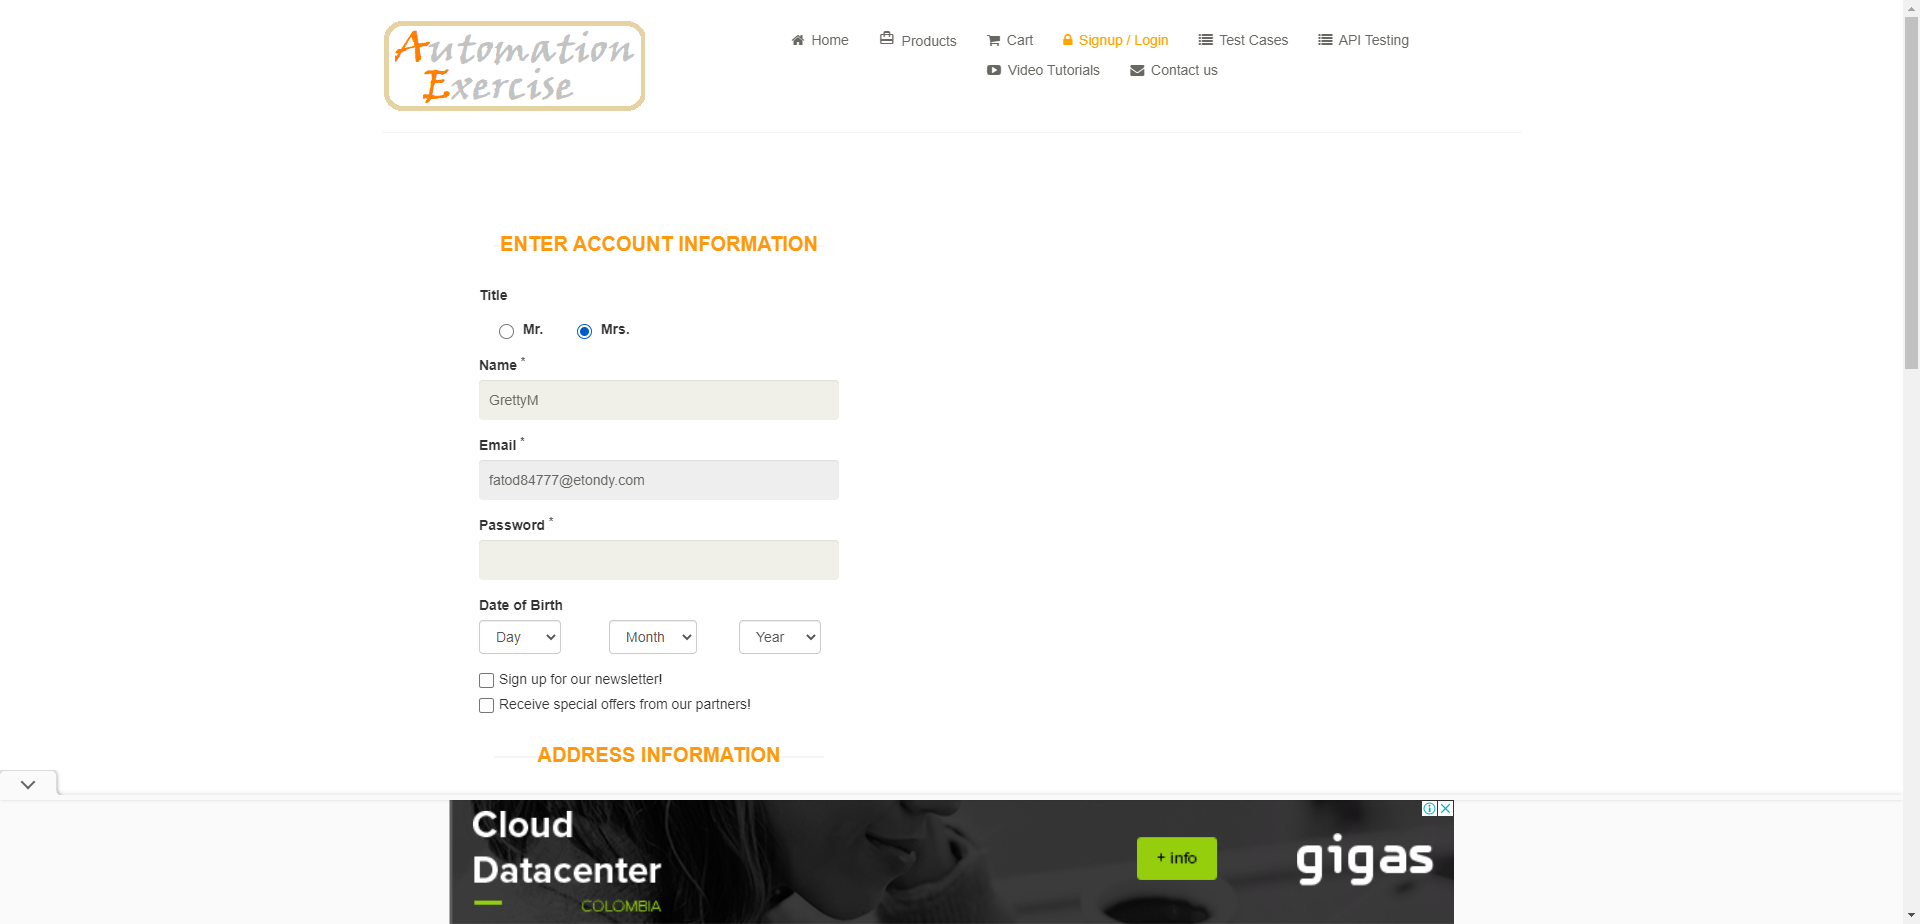 Automation
Exercise
Home
Products
Cart
Signup / Login
Test Cases
API Testing
Video Tutorials
Contact us
ENTER ACCOUNT INFORMATION
Title
Mr.
Mrs.
Name *
GrettyM
Email *
fatod84777@etondy.com
Password *
Date of Birth
Day
Month
Year
Sign up for our newsletter!
Receive special offers from our partners!
ADDRESS INFORMATION
Cloud
Datacenter
COLOMBIA
+ info
gigas